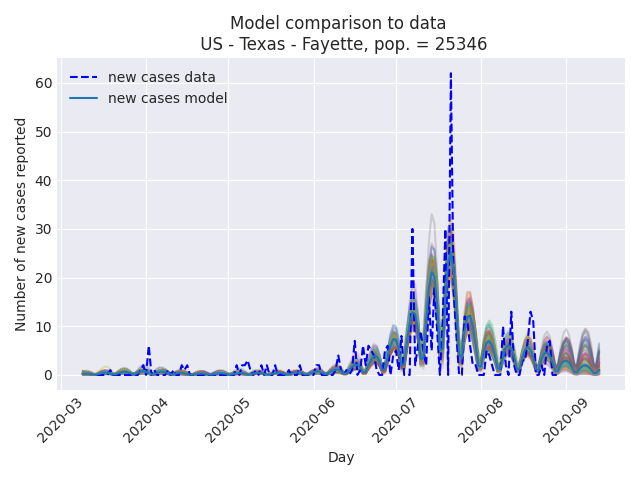 Model comparison to data
US - Texas - Fayette, pop. = 25346
new cases data
new cases model
Number of new cases reported
60
50
40
30
20
10
0
2020-03
2020-04
2020-05
2020-06
2020-07
2020-08
2020-09
Day